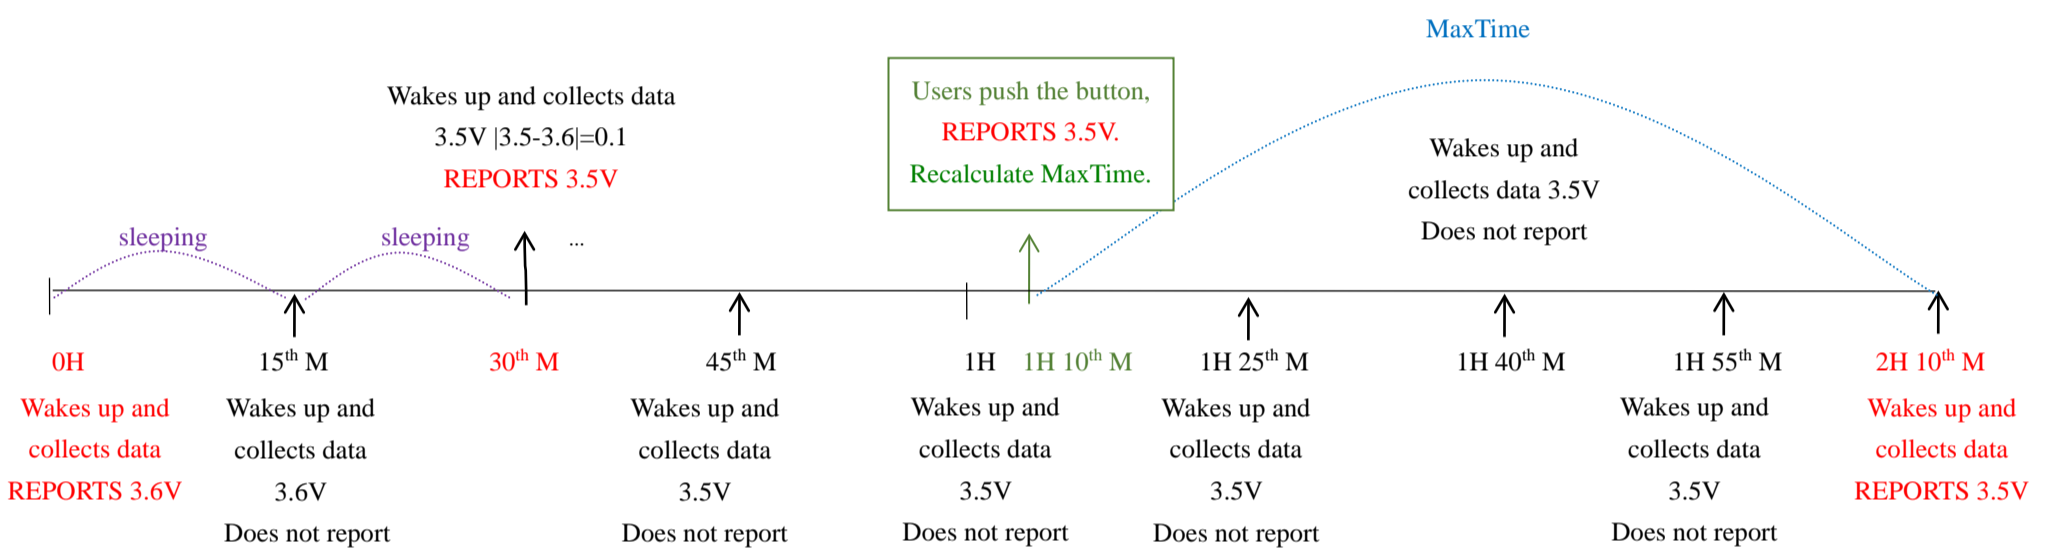 MaxTime
Wakes up and collects data
3.5V |3.5-3.6|=0.1
REPORTS 3.5V
Users push the button,
REPORTS 3.5V.
Recalculate MaxTime.
Wakes up and
collects data 3.5V
Does not report
sleeping
sleeping
...
0H
Wakes up and
collects data
REPORTS 3.6V
15th M
Wakes up and
collects data
3.6V
Does not report
30th M
45th M
Wakes up and
collects data
3.5V
Does not report
1H
Wakes up and
collects data
3.5V
Does not report
1H 10th M
1H 25th M
Wakes up and
collects data
3.5V
Does not report
1H 40th M
1H 55th M
Wakes up and
collects data
3.5V
Does not report
2H 10th M
Wakes up and
collects data
REPORTS 3.5V